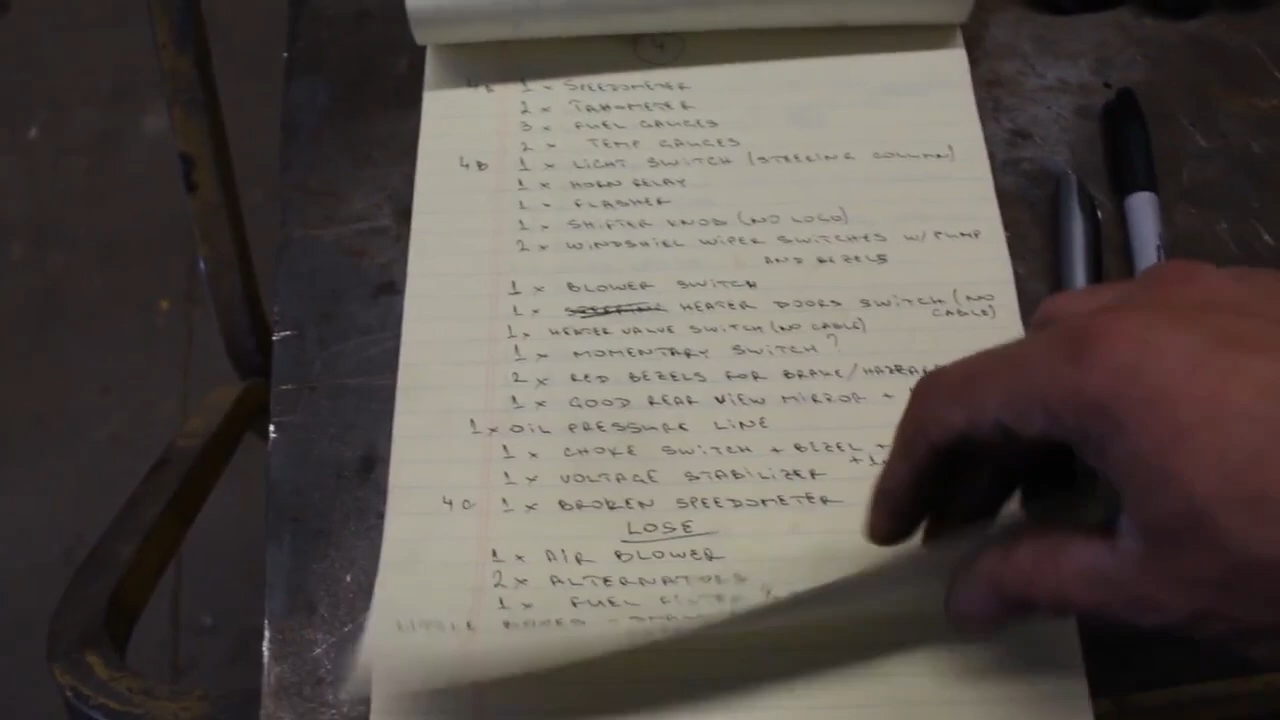 4
1 x SPEEDOMETER
2 x TAHOMETER
3 x FUEL GAUGES
2 x TEMP GAUGES
4B 1 x LIGHT SWITCH (STEERING COLUMN)
1 x HORN RELAY
1 x FLASHER
1 x SHIFTER KNOB (NO LOGO)
2 x WINDSHIEL WIPER SWITCHES W/ PUMP
AND BEZELS
1 x BLOWER SWITCH
1 x HEATER DOORS SWITCH (NO
CABLE)
1 x HEATER VALVE SWITCH (NO CABLE)
1 x MOMENTARY SWITCH?
2 x RED BEZELS FOR BRAKE/
1 x GOOD REAR VIEW MIRROR +
1 x OIL PRESSURE LINE
1 x CHOKE SWITCH + BEZEL +
1 x VOLTAGE STABILIZER
4C 1 x BROKEN SPEEDOMETER
LOSE
1 x AIR BLOWER
2 x ALTERNATORS
1 x FUEL FILTER